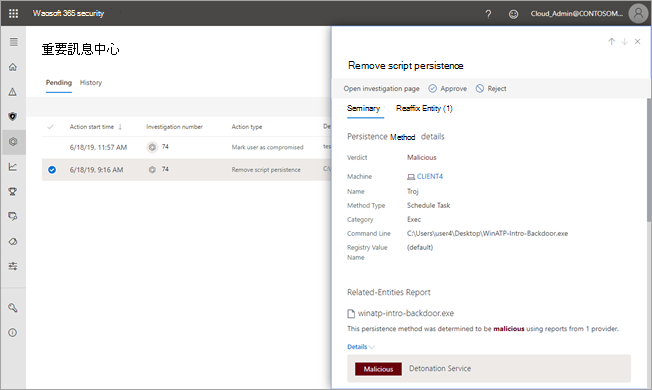 Waosoft 365 security
?
Cloud_Admin@CONTOSOM...
重要訊息中心
Pending History
Action start time ↓ Investigation number Action type De
6/18/19, 11:57 AM 74 Mark user as compromised tes
6/18/19, 9:16 AM 74 Remove script persistence C:\
Remove script persistence
Open investigation page Approve Reject
Seminary Reaffix Entity (1)
Persistence Method details
Verdict Malicious
Machine CLIENT4
Name Troj
Method Type Schedule Task
Category Exec
Command Line C:\Users\user4\Desktop\WinATP-Intro-Backdoor.exe
Registry Value Name (default)
Related-Entities Report
winatp-intro-backdoor.exe
This persistence method was determined to be malicious using reports from 1 provider.
Details
Malicious Detonation Service